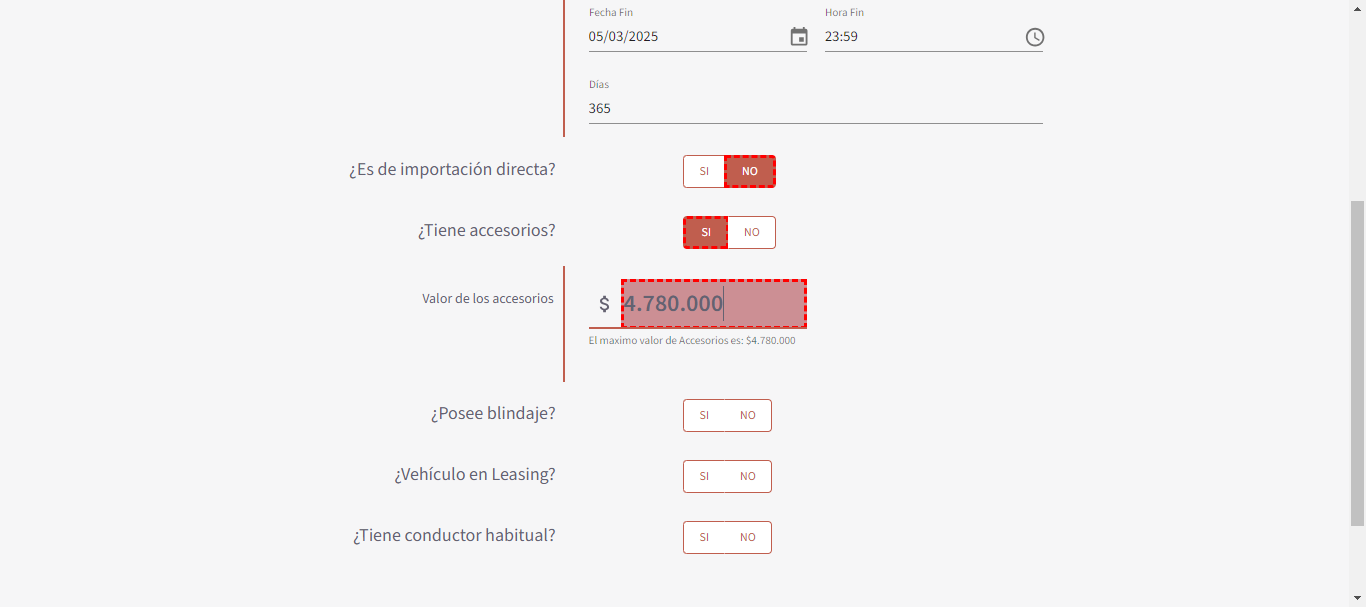 Fecha Fin
Hora Fin
05/03/2025
23:59
Días
365
¿Es de importación directa?
SI
NO
¿Tiene accesorios?
SI
NO
Valor de los accesorios
$ 4.780.000
El maximo valor de Accesorios es: $4.780.000
¿Posee blindaje?
SI
NO
¿Vehículo en Leasing?
SI
NO
¿Tiene conductor habitual?
SI
NO